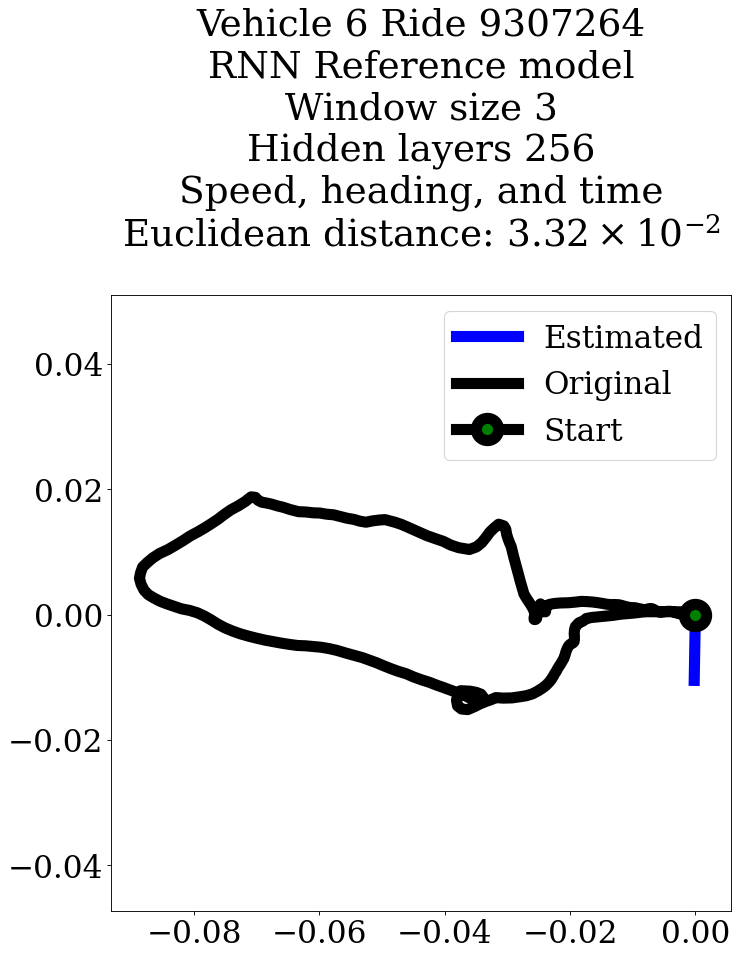 Vehicle 6 Ride 9307264
RNN Reference model
Window size 3
Hidden layers 256
Speed, heading, and time
Euclidean distance: 3.32 × 10⁻²
Estimated
Original
Start
0.04
0.02
0.00
−0.02
−0.04
−0.08 −0.06 −0.04 −0.02 0.00